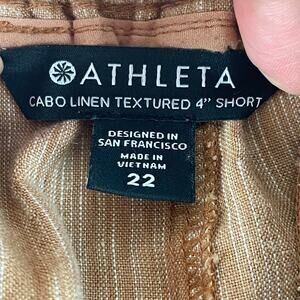 ATHLETA
CABO LINEN TEXTURED 4" SHORT
DESIGNED IN
SAN FRANCISCO
MADE IN
VIETNAM
22